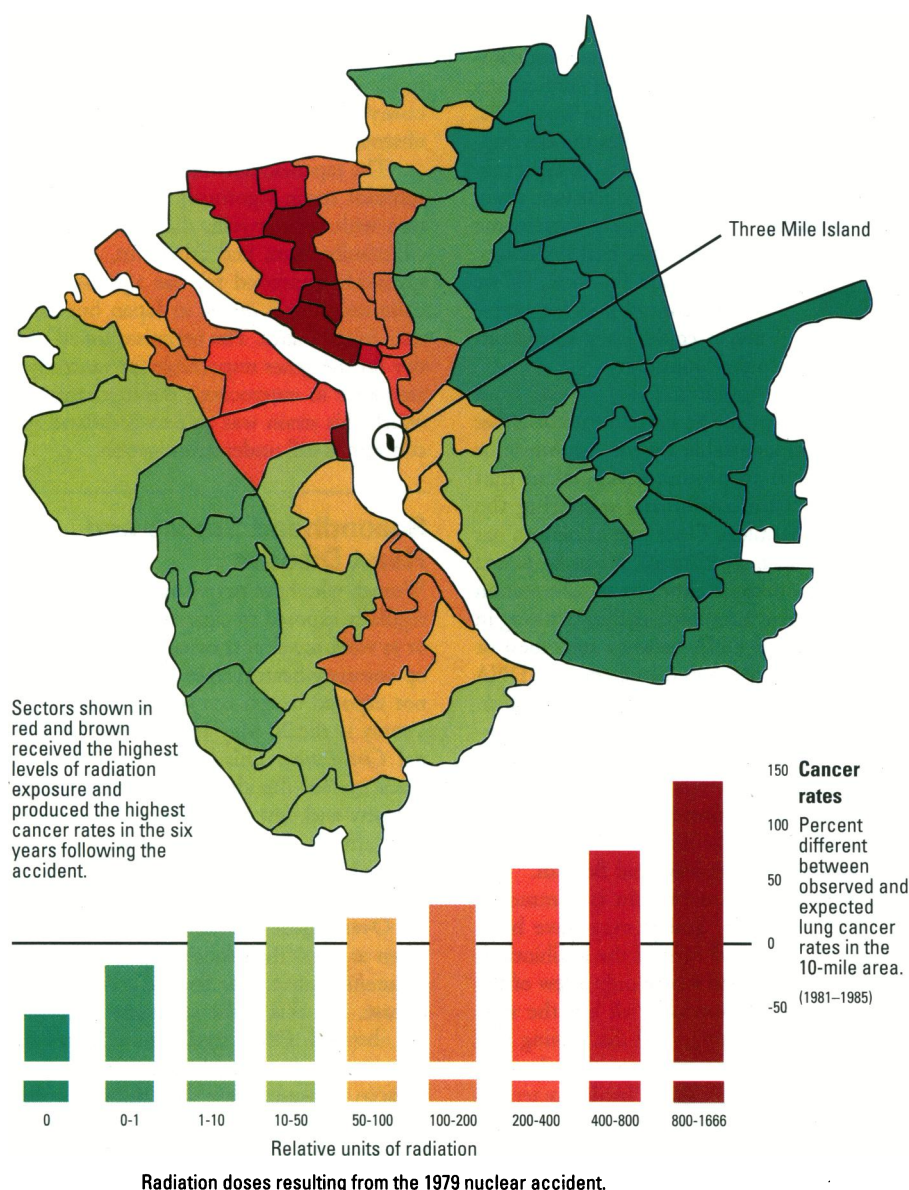 Three Mile Island
Sectors shown in
red and brown
received the highest
levels of radiation
exposure and
produced the highest
cancer rates in the six
years following the
accident.
150
100
50
0
-50
Cancer
rates
Percent
different
between
observed and
expected
lung cancer
rates in the
10-mile area.
(1981–1985)
0
0-1
1-10
10-50
50-100
100-200
200-400
400-800
800-1666
Relative units of radiation
Radiation doses resulting from the 1979 nuclear accident.